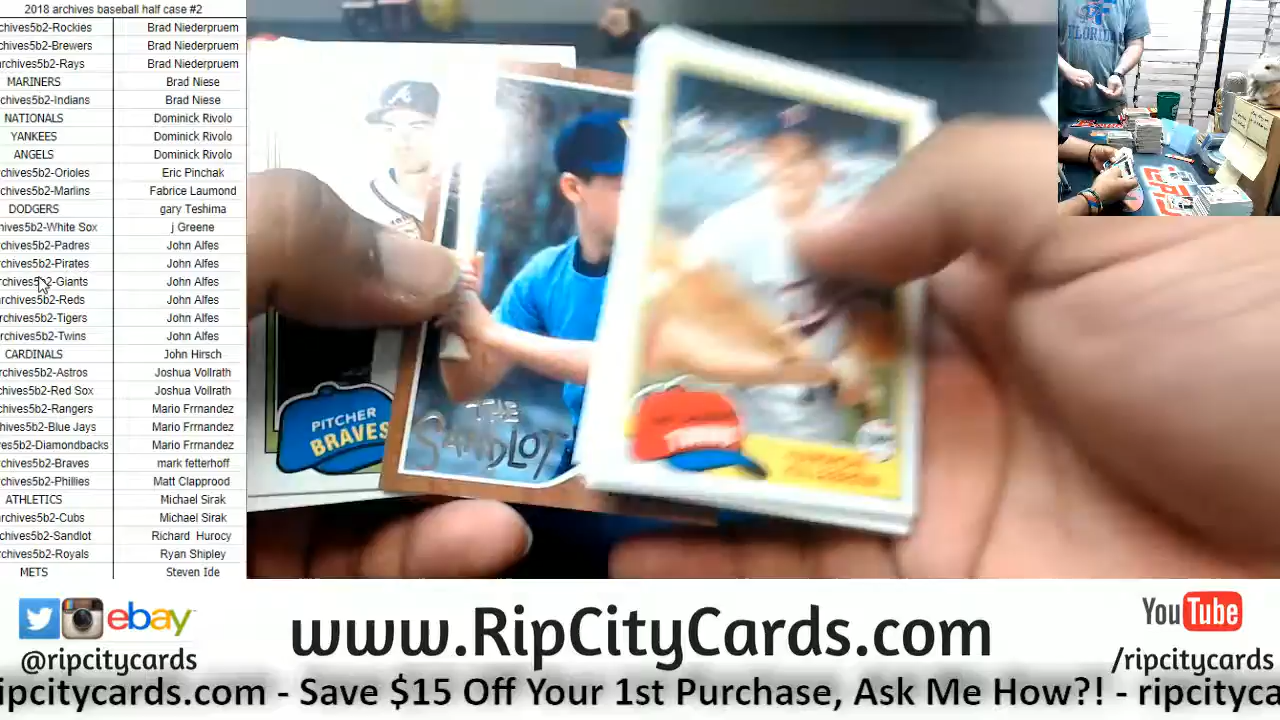 2018 archives baseball half case #2
chives5b2-Rockies Brad Niederpruem
chives5b2-Brewers Brad Niederpruem
archives5b2-Rays Brad Niederpruem
MARINERS Brad Niese
chives5b2-Indians Brad Niese
NATIONALS Dominick Rivolo
YANKEES Dominick Rivolo
ANGELS Dominick Rivolo
chives5b2-Orioles Eric Pinchak
chives5b2-Marlins Fabrice Laumond
DODGERS gary Teshima
hives5b2-White Sox j Greene
chives5b2-Padres John Alfes
chives5b2-Pirates John Alfes
chives5b2-Giants John Alfes
archives5b2-Reds John Alfes
chives5b2-Tigers John Alfes
rchives5b2-Twins John Alfes
CARDINALS John Hirsch
chives5b2-Astros Joshua Vollrath
hives5b2-Red Sox Joshua Vollrath
hives5b2-Rangers Mario Frrnandez
hives5b2-Blue Jays Mario Frrnandez
es5b2-Diamondbacks Mario Frrnandez
chives5b2-Braves mark fetterhoff
chives5b2-Phillies Matt Clapprood
ATHLETICS Michael Sirak
rchives5b2-Cubs Michael Sirak
hives5b2-Sandlot Richard Hurocy
chives5b2-Royals Ryan Shipley
METS Steven Ide
PITCHER
BRAVES
THE
SANDLOT
TWINS
FLORIDA
ebay
@ripcitycards
www.RipCityCards.com
YouTube
/ripcitycards
ipcitycards.com - Save $15 Off Your 1st Purchase, Ask Me How?! - ripcityca